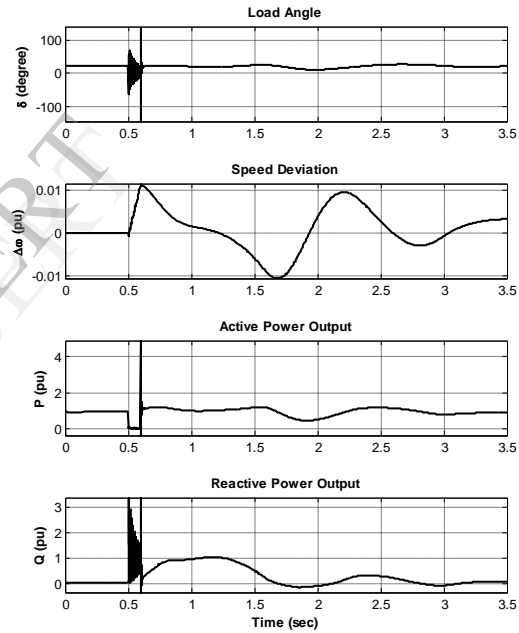 Load Angle
100
0
-100
δ (degree)
0 0.5 1 1.5 2 2.5 3 3.5
Speed Deviation
0.01
0
-0.01
Δω (pu)
0 0.5 1 1.5 2 2.5 3 3.5
Active Power Output
4
2
0
P (pu)
0 0.5 1 1.5 2 2.5 3 3.5
Reactive Power Output
3
2
1
0
Q (pu)
0 0.5 1 1.5 2 2.5 3 3.5
Time (sec)
ERT
ERT